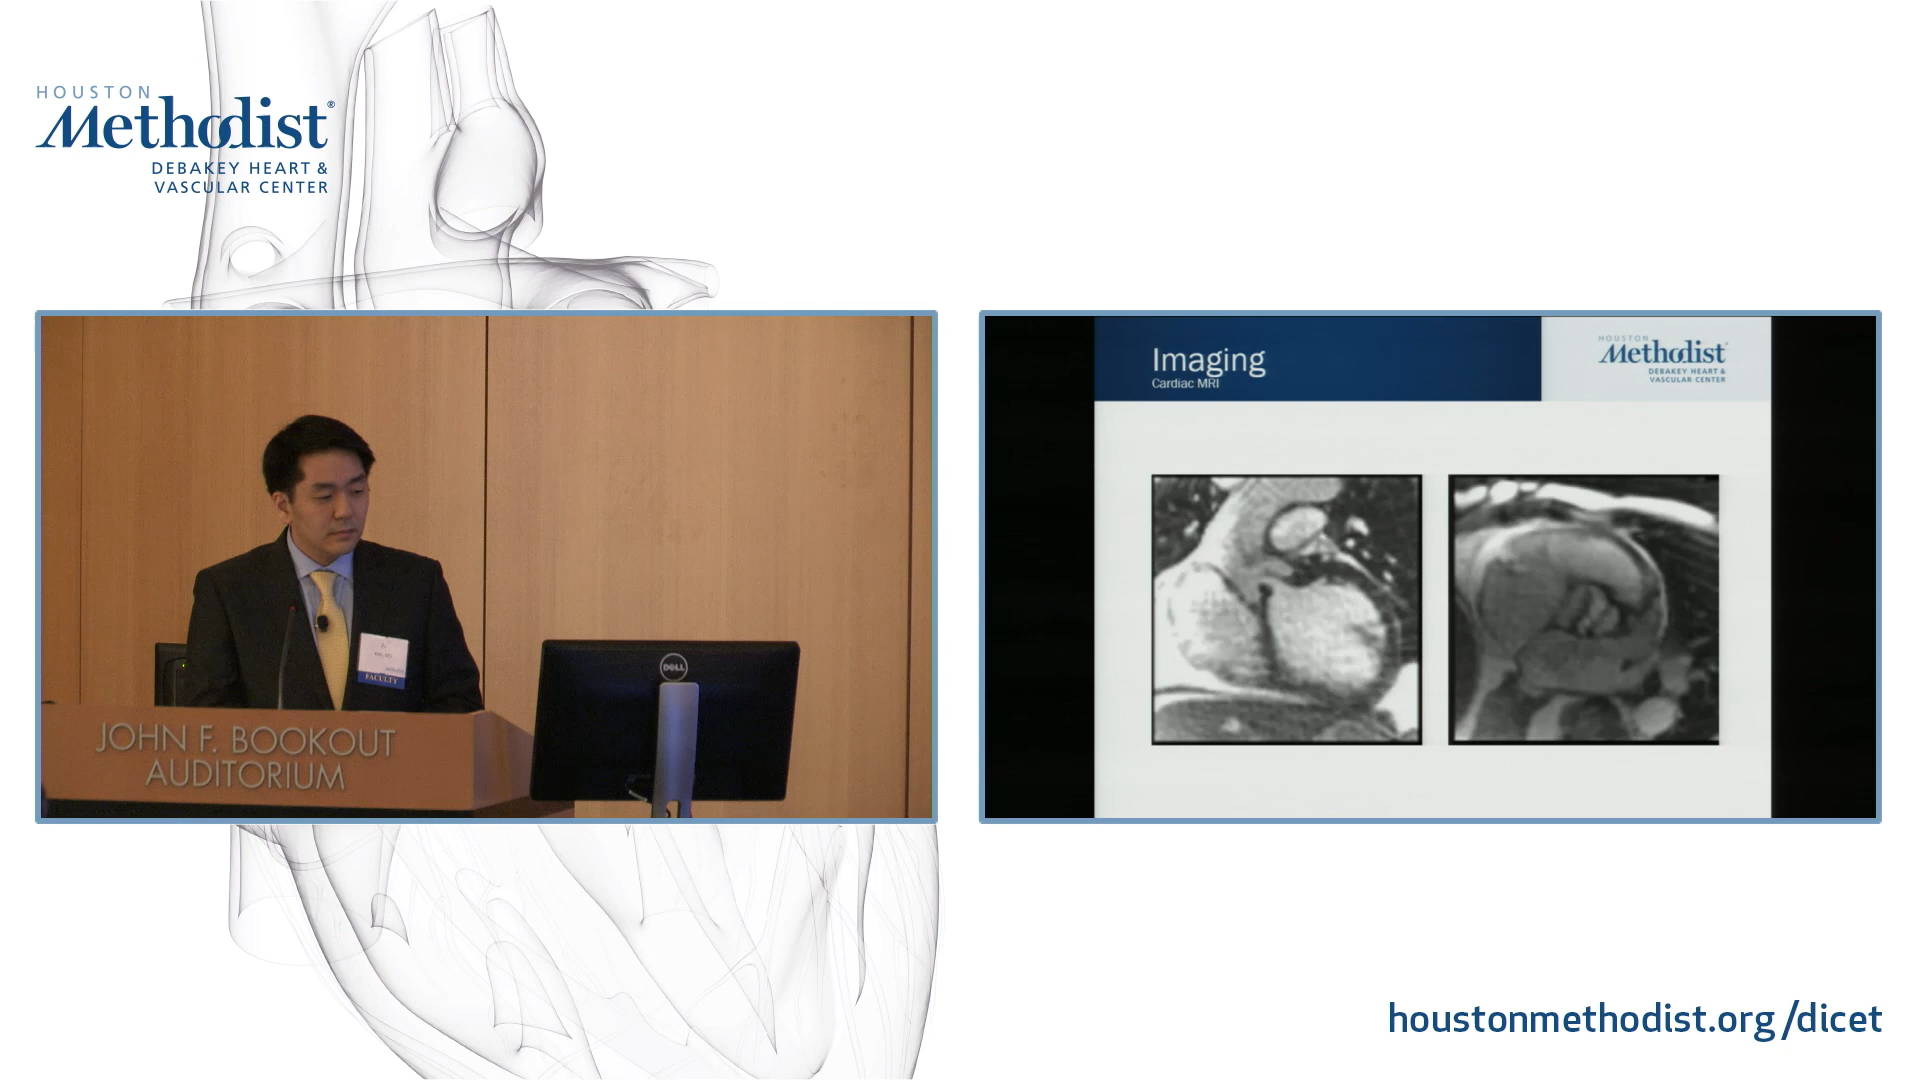 HOUSTON
Methodist®
DEBAKEY HEART &
VASCULAR CENTER
JOHN F. BOOKOUT
AUDITORIUM
DELL
FACULTY
Imaging
Cardiac MRI
HOUSTON
Methodist
DEBAKEY HEART &
VASCULAR CENTER
houstonmethodist.org/dicet